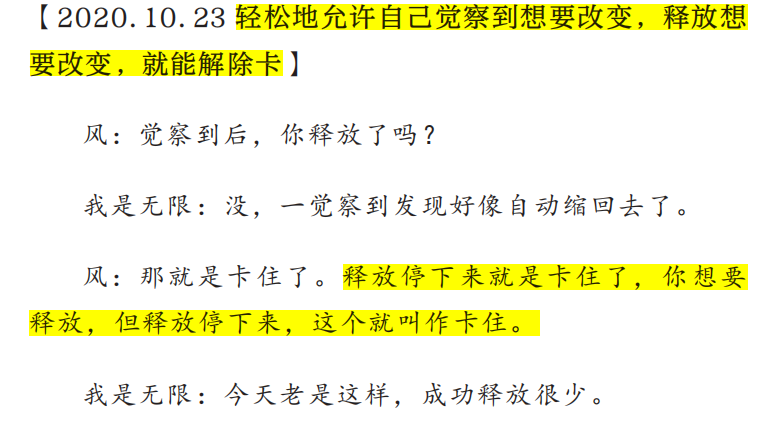 【2020.10.23 轻松地允许自己觉察到想要改变，释放想
要改变，就能解除卡】
风：觉察到后，你释放了吗？
我是无限：没，一觉察到发现好像自动缩回去了。
风：那就是卡住了。释放停下来就是卡住了，你想要
释放，但释放停下来，这个就叫作卡住。
我是无限：今天老是这样，成功释放很少。